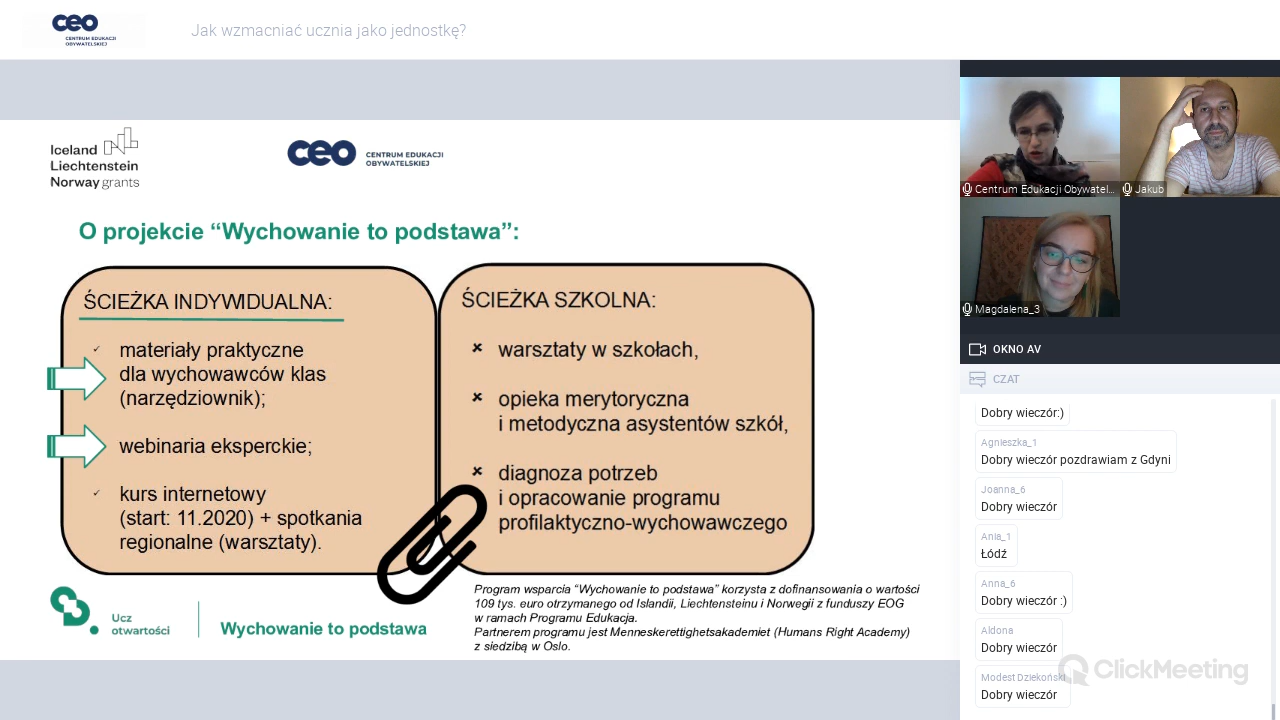 ceo
CENTRUM EDUKACJI
OBYWATELSKIEJ
Jak wzmacniać ucznia jako jednostkę?
Iceland
Liechtenstein
Norway grants
ceo
CENTRUM EDUKACJI
OBYWATELSKIEJ
O projekcie “Wychowanie to podstawa”:
ŚCIEŻKA INDYWIDUALNA:
materiały praktyczne
dla wychowawców klas
(narzędziownik);
webinaria eksperckie;
kurs internetowy
(start: 11.2020) + spotkania
regionalne (warsztaty).
ŚCIEŻKA SZKOLNA:
warsztaty w szkołach,
opieka merytoryczna
i metodyczna asystentów szkół,
diagnoza potrzeb
i opracowanie programu
profilaktyczno-wychowawczego
Ucz
otwartości
Wychowanie to podstawa
Program wsparcia “Wychowanie to podstawa” korzysta z dofinansowania o wartości
109 tys. euro otrzymanego od Islandii, Liechtensteinu i Norwegii z funduszy EOG
w ramach Programu Edukacja.
Partnerem programu jest Menneskerettighetsakademiet (Humans Right Academy)
z siedzibą w Oslo.
Centrum Edukacji Obywatel...
Jakub
Magdalena_3
OKNO AV
CZAT
Dobry wieczór:)
Agnieszka_1
Dobry wieczór pozdrawiam z Gdyni
Joanna_6
Dobry wieczór
Ania_1
Łódź
Anna_6
Dobry wieczór :)
Aldona
Dobry wieczór
Modest Dziekoński
Dobry wieczór
ClickMeeting